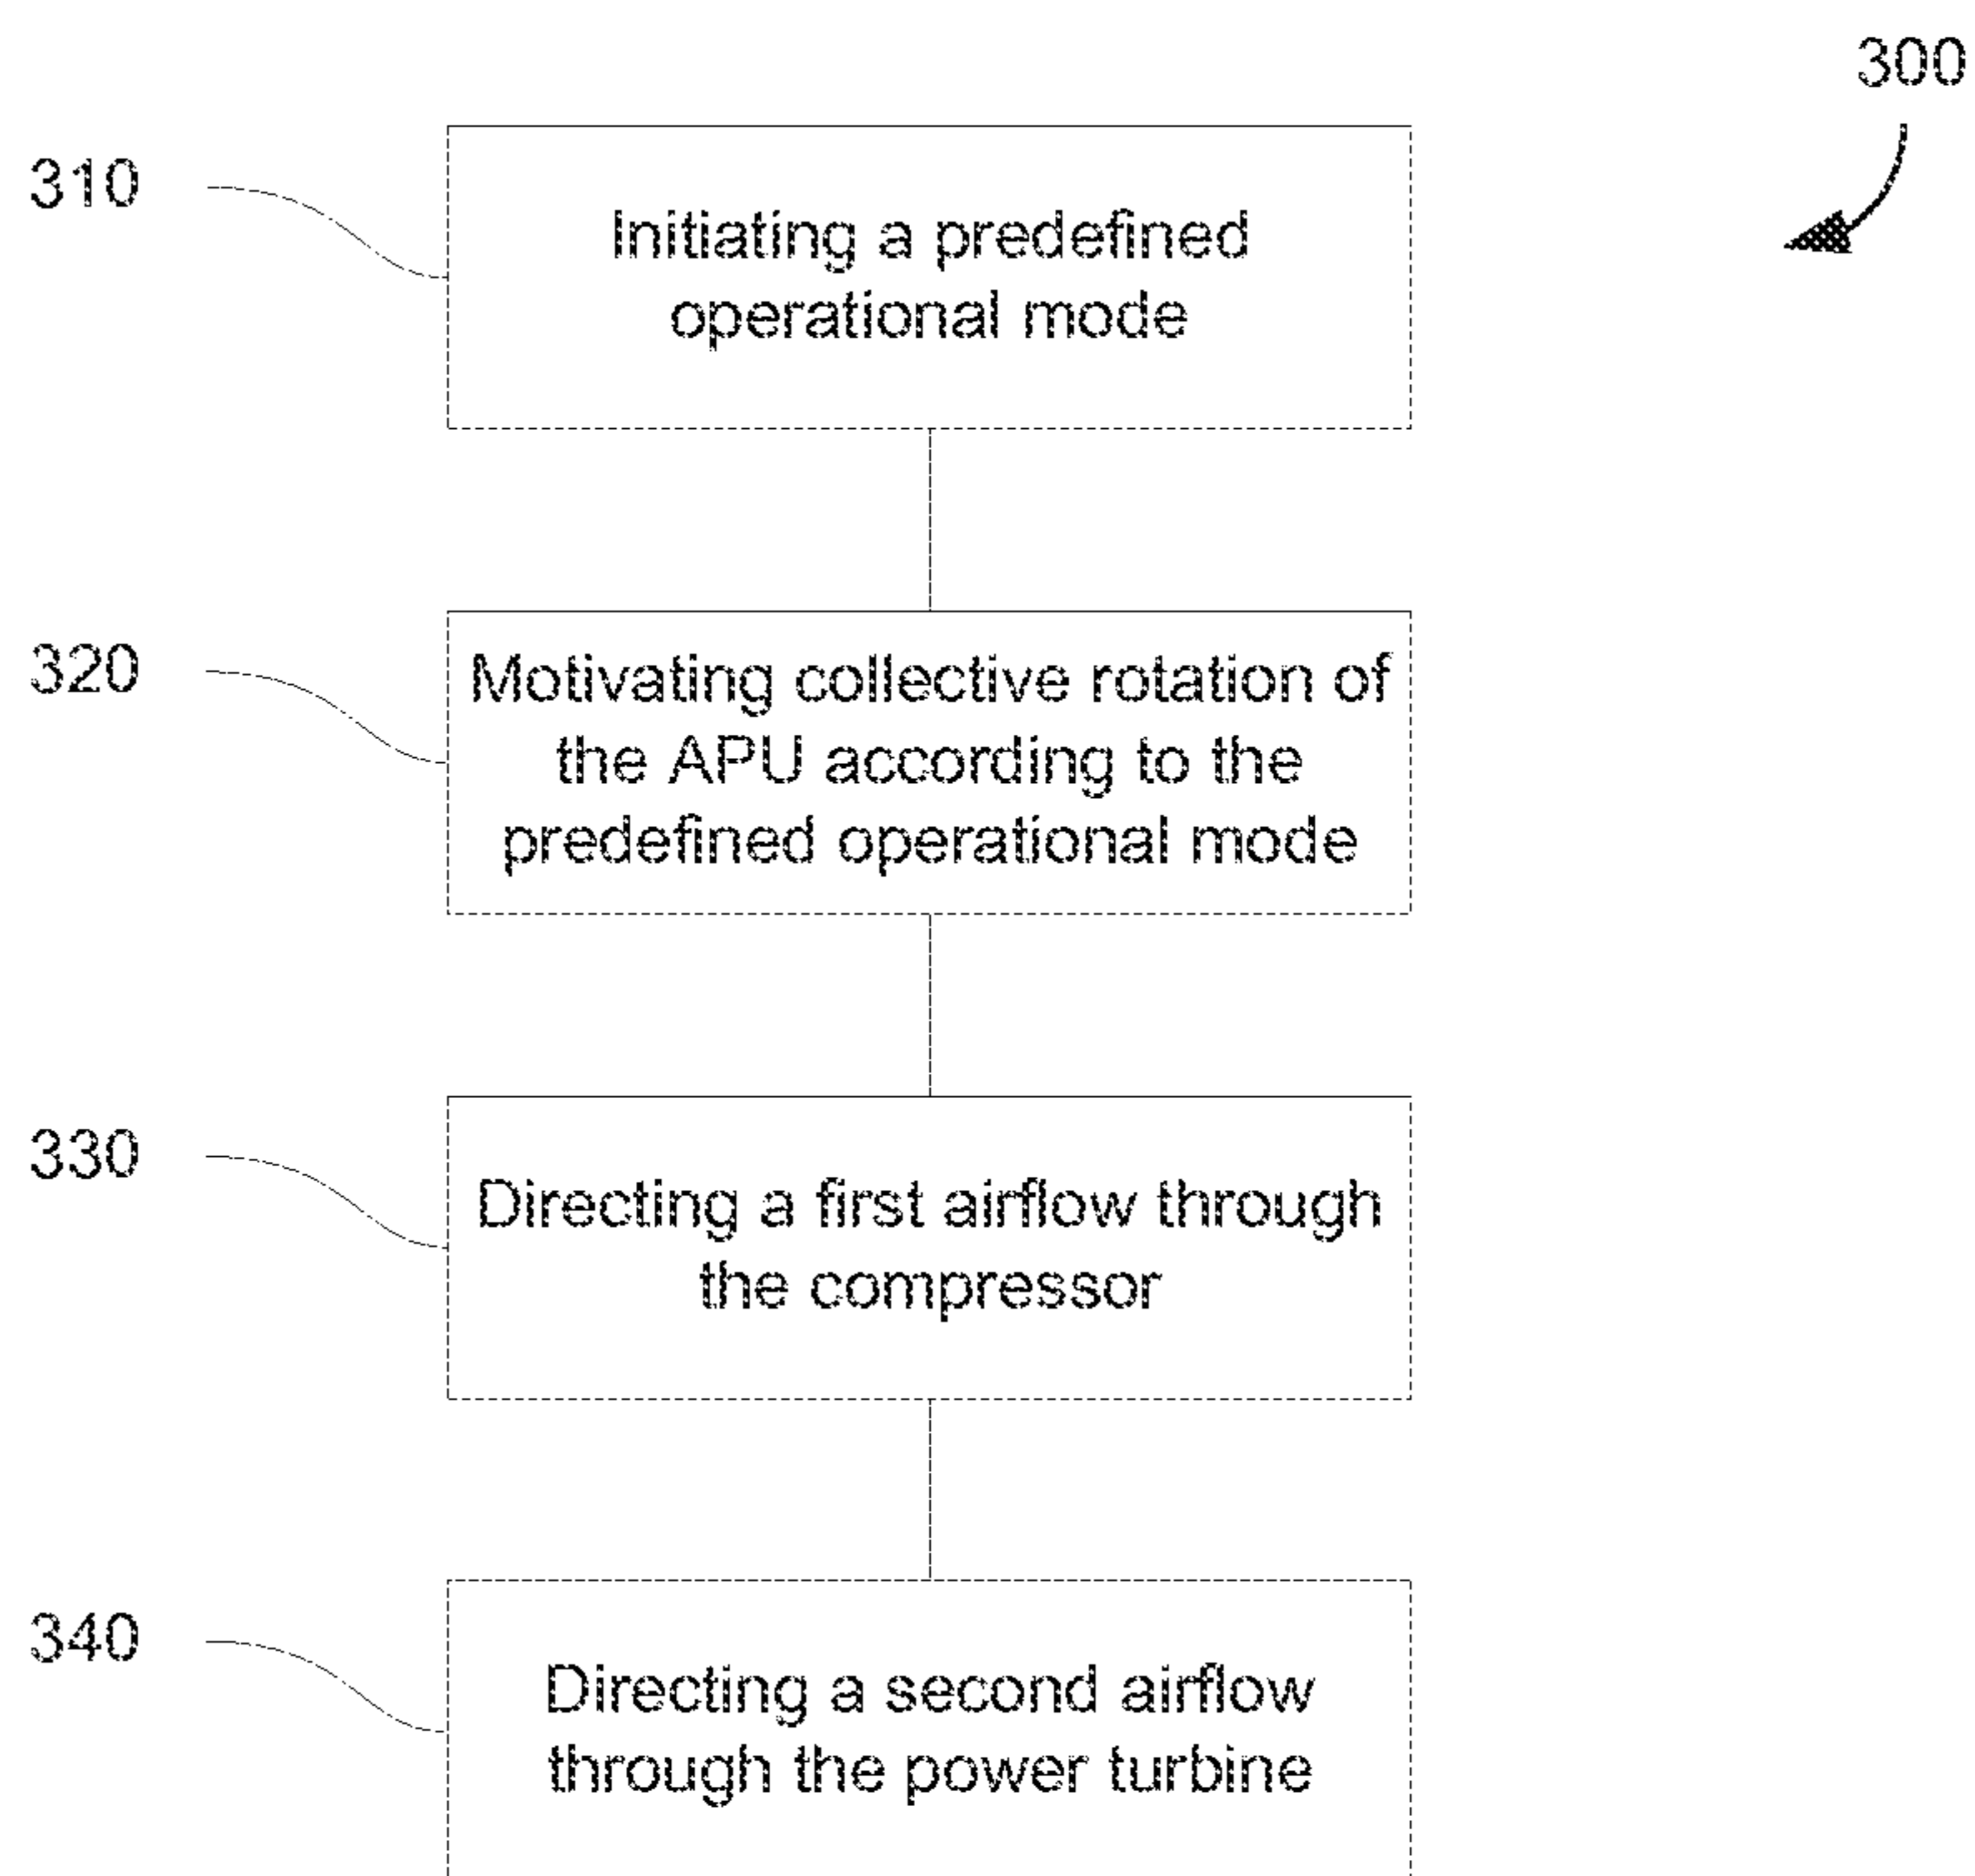 300
310
Initiating a predefined
operational mode
320
Motivating collective rotation of
the APU according to the
predefined operational mode
330
Directing a first airflow through
the compressor
340
Directing a second airflow
through the power turbine